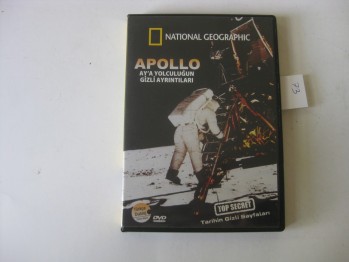 NATIONAL GEOGRAPHIC
APOLLO
AY'A YOLCULUĞUN
GİZLİ AYRINTILARI
TOP SECRET
Tarihin Gizli Sayfaları
DVD